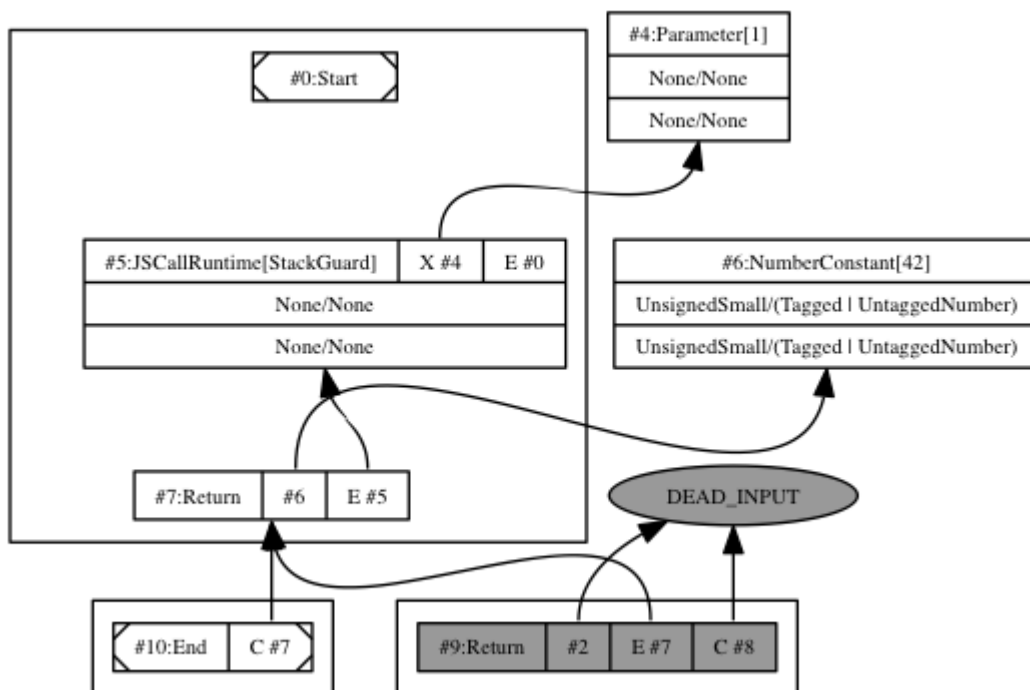 #4:Parameter[1]
None/None
None/None
#0:Start
#5:JSCallRuntime[StackGuard] X #4 E #0
None/None
None/None
#6:NumberConstant[42]
UnsignedSmall/(Tagged | UntaggedNumber)
UnsignedSmall/(Tagged | UntaggedNumber)
#7:Return #6 E #5
DEAD_INPUT
#10:End C #7
#9:Return #2 E #7 C #8